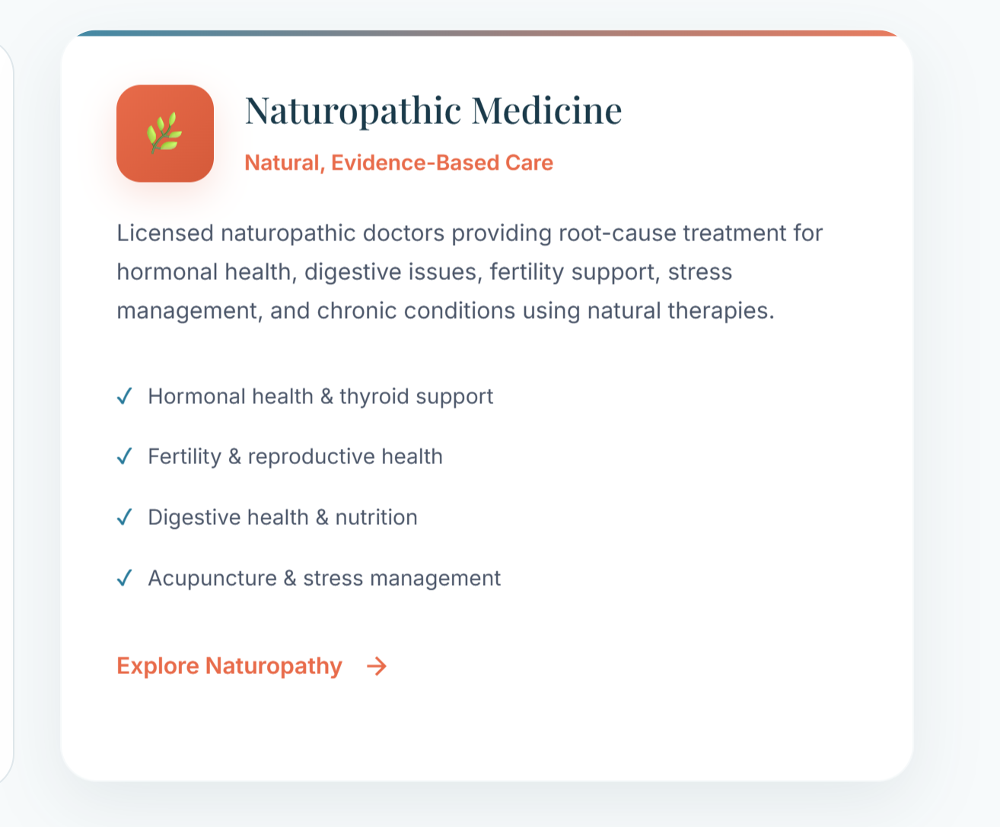 Naturopathic Medicine
Natural, Evidence-Based Care
Licensed naturopathic doctors providing root-cause treatment for
hormonal health, digestive issues, fertility support, stress
management, and chronic conditions using natural therapies.
✓ Hormonal health & thyroid support
✓ Fertility & reproductive health
✓ Digestive health & nutrition
✓ Acupuncture & stress management
Explore Naturopathy →